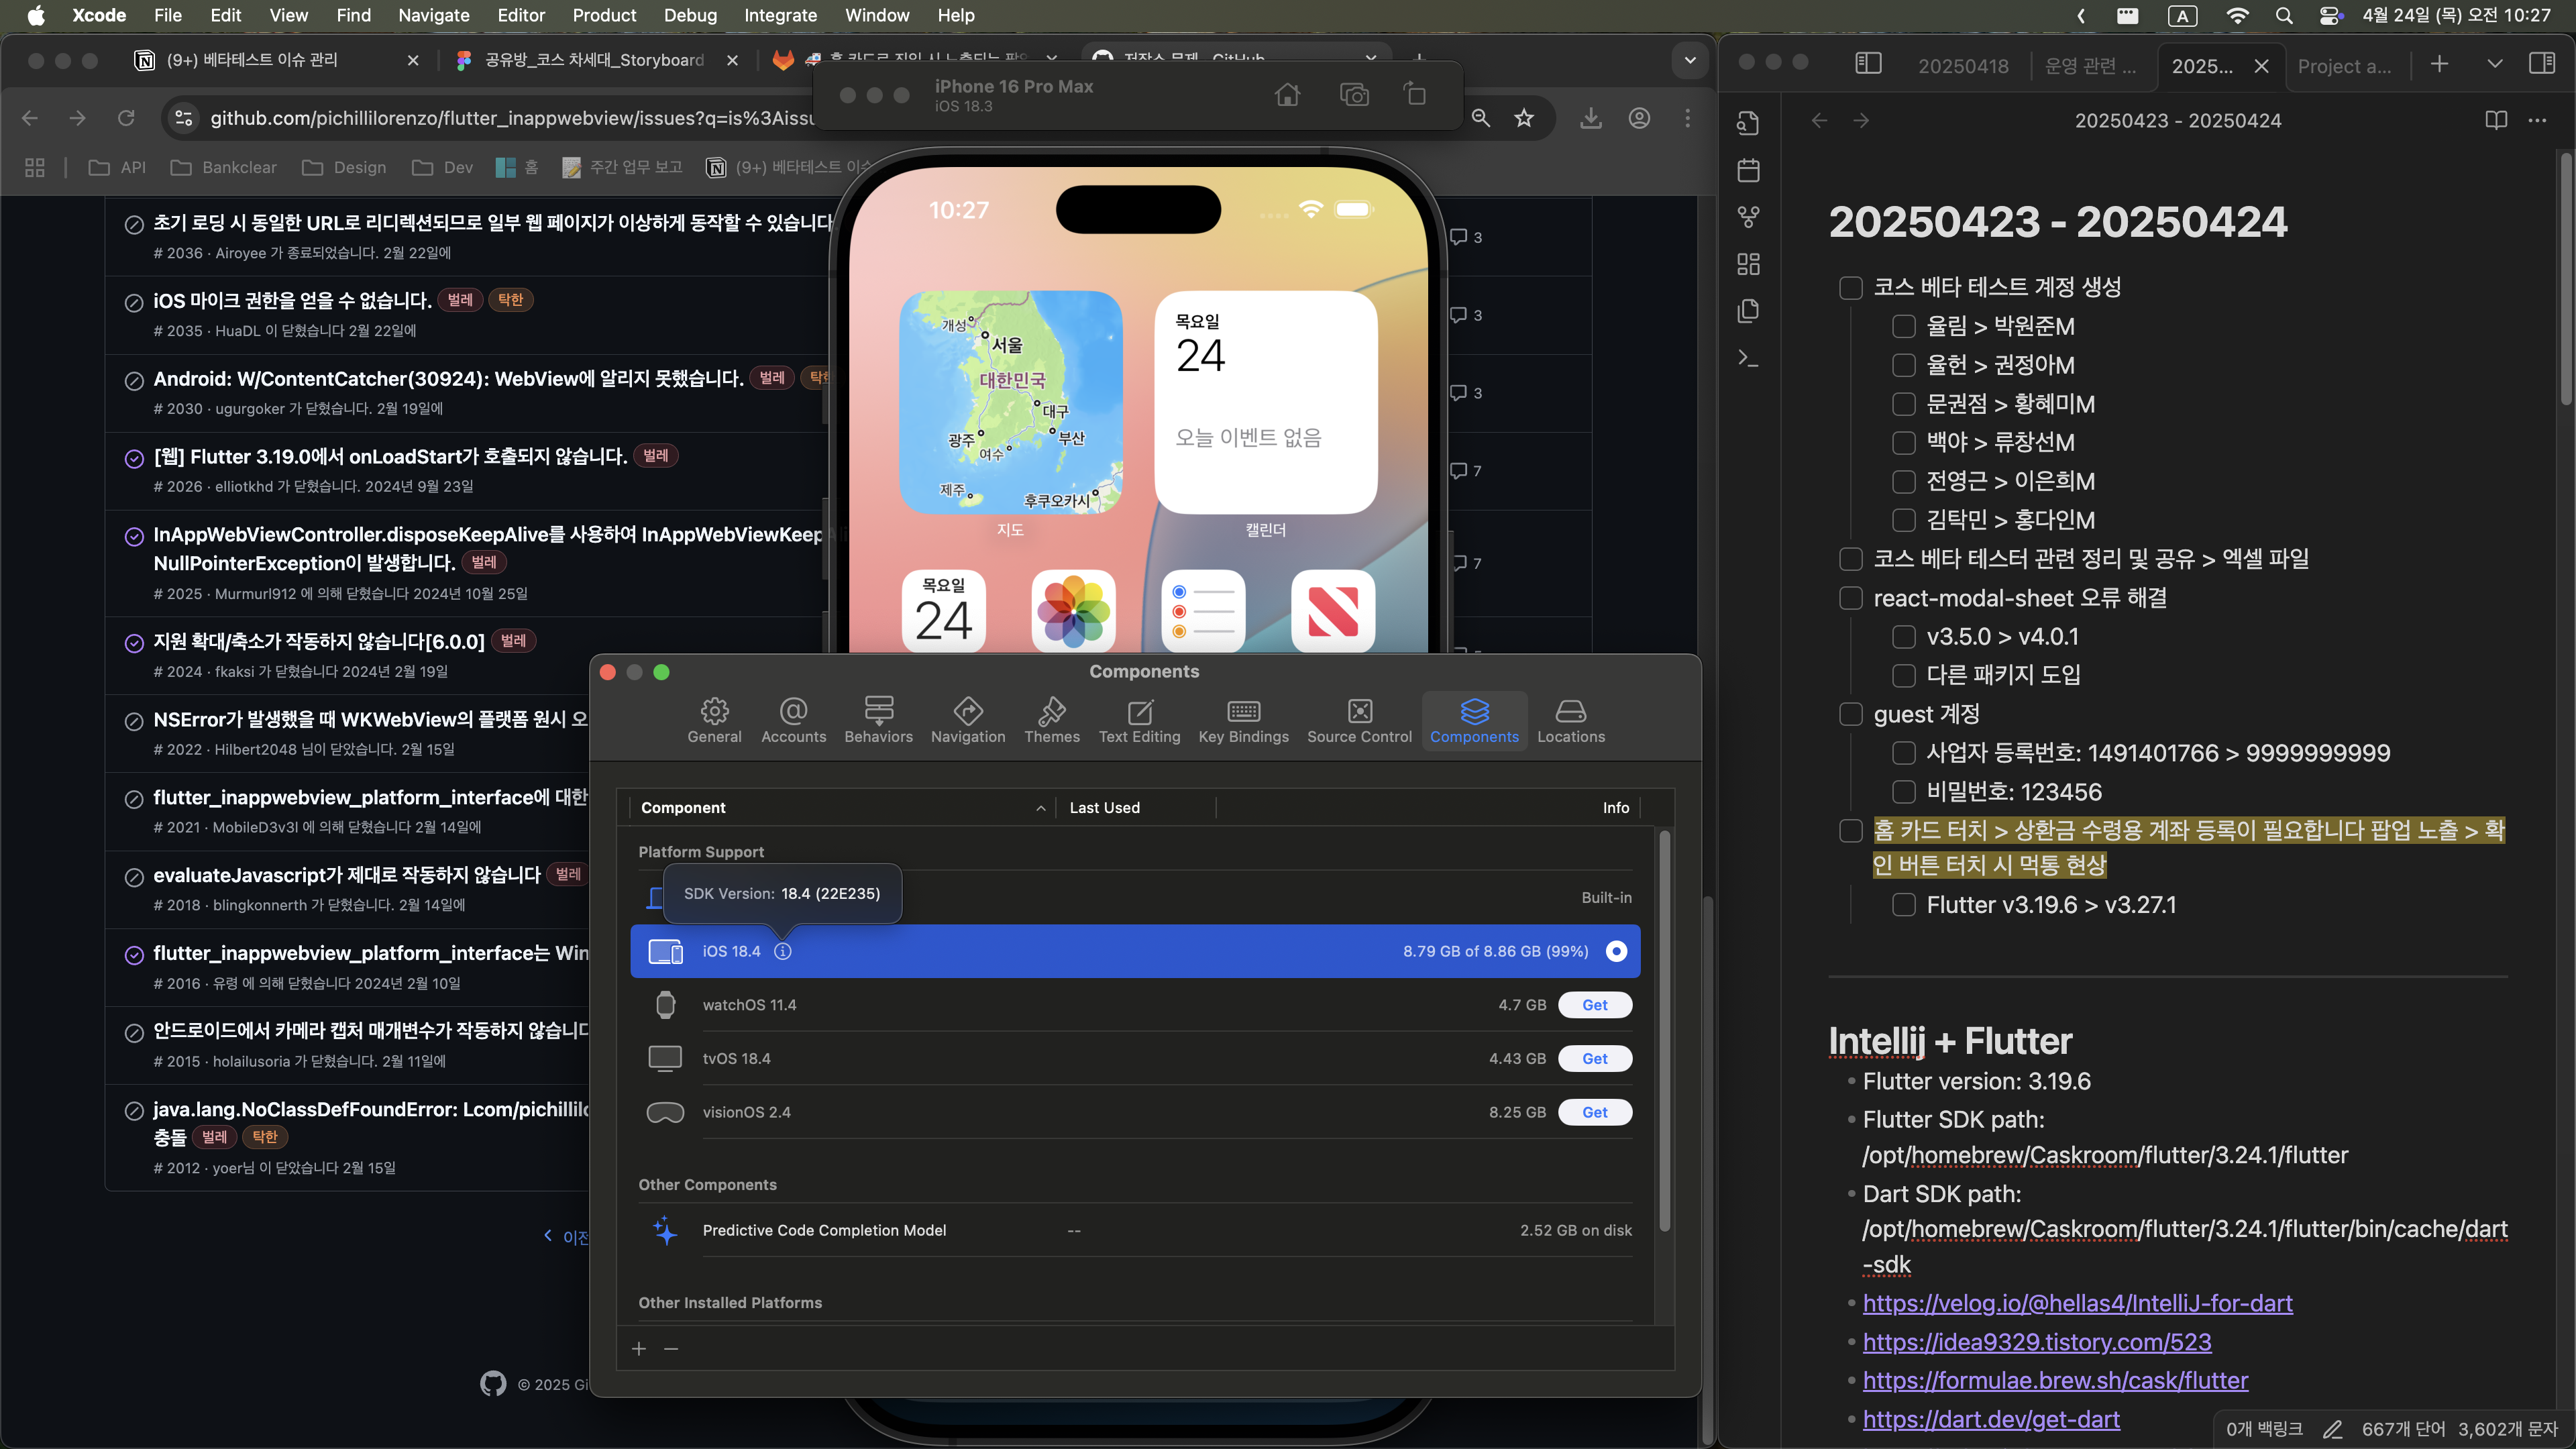 Xcode File Edit View Find Navigate Editor Product Debug Integrate Window Help
A 4월 24일 (목) 오전 10:27
(9+) 베타테스트 이슈 관리
공유방_코스 차세대_Storyboard
iPhone 16 Pro Max
iOS 18.3
github.com/pichillilorenzo/flutter_inappwebview/issues?q=is%3Aissu
API Bankclear Design Dev 홈 주간 업무 보고 (9+) 베타테스트 이슈
초기 로딩 시 동일한 URL로 리디렉션되므로 일부 웹 페이지가 이상하게 동작할 수 있습니다
# 2036 · Airoyee 가 종료되었습니다. 2월 22일에
3
iOS 마이크 권한을 얻을 수 없습니다. 벌레 탁한
# 2035 · HuaDL 이 닫혔습니다 2월 22일에
3
Android: W/ContentCatcher(30924): WebView에 알리지 못했습니다. 벌레
# 2030 · ugurgoker 가 닫혔습니다. 2월 19일에
3
[웹] Flutter 3.19.0에서 onLoadStart가 호출되지 않습니다. 벌레
# 2026 · elliotkhd 가 닫혔습니다. 2024년 9월 23일
7
InAppWebViewController.disposeKeepAlive를 사용하여 InAppWebViewKeep
NullPointerException이 발생합니다. 벌레
# 2025 · Murmurl912 에 의해 닫혔습니다 2024년 10월 25일
7
지원 확대/축소가 작동하지 않습니다[6.0.0] 벌레
# 2024 · fkaksi 가 닫혔습니다 2024년 2월 19일
NSError가 발생했을 때 WKWebView의 플랫폼 원시 오
# 2022 · Hilbert2048 님이 닫았습니다. 2월 15일
flutter_inappwebview_platform_interface에 대한
# 2021 · MobileD3v3l 에 의해 닫혔습니다 2월 14일에
evaluateJavascript가 제대로 작동하지 않습니다 벌레
# 2018 · blingkonnerth 가 닫혔습니다. 2월 14일에
flutter_inappwebview_platform_interface는 Win
# 2016 · 유령 에 의해 닫혔습니다 2024년 2월 10일
안드로이드에서 카메라 캡처 매개변수가 작동하지 않습니다
# 2015 · holailusoria 가 닫혔습니다. 2월 11일에
java.lang.NoClassDefFoundError: Lcom/pichillil
충돌 벌레 탁한
# 2012 · yoer님 이 닫았습니다 2월 15일
이전
© 2025 Gi
10:27
개성
서울
대한민국
대구
광주
부산
여수
제주
후쿠오카시
지도
목요일
24
오늘 이벤트 없음
캘린더
목요일
24
Components
General Accounts Behaviors Navigation Themes Text Editing Key Bindings Source Control Components Locations
Component Last Used Info
Platform Support
SDK Version: 18.4 (22E235)
Built-in
iOS 18.4 8.79 GB of 8.86 GB (99%)
watchOS 11.4 4.7 GB Get
tvOS 18.4 4.43 GB Get
visionOS 2.4 8.25 GB Get
Other Components
Predictive Code Completion Model -- 2.52 GB on disk
Other Installed Platforms
20250418 운영 관련 ... 2025... Project a...
20250423 - 20250424
20250423 - 20250424
코스 베타 테스트 계정 생성
율림 > 박원준M
율헌 > 권정아M
문권점 > 황혜미M
백야 > 류창선M
전영근 > 이은희M
김탁민 > 홍다인M
코스 베타 테스터 관련 정리 및 공유 > 엑셀 파일
react-modal-sheet 오류 해결
v3.5.0 > v4.0.1
다른 패키지 도입
guest 계정
사업자 등록번호: 1491401766 > 9999999999
비밀번호: 123456
홈 카드 터치 > 상환금 수령용 계좌 등록이 필요합니다 팝업 노출 > 확
인 버튼 터치 시 먹통 현상
Flutter v3.19.6 > v3.27.1
Intellij + Flutter
Flutter version: 3.19.6
Flutter SDK path:
/opt/homebrew/Caskroom/flutter/3.24.1/flutter
Dart SDK path:
/opt/homebrew/Caskroom/flutter/3.24.1/flutter/bin/cache/dart
-sdk
https://velog.io/@hellas4/IntelliJ-for-dart
https://idea9329.tistory.com/523
https://formulae.brew.sh/cask/flutter
https://dart.dev/get-dart
0개 백링크 667개 단어 3,602개 문자